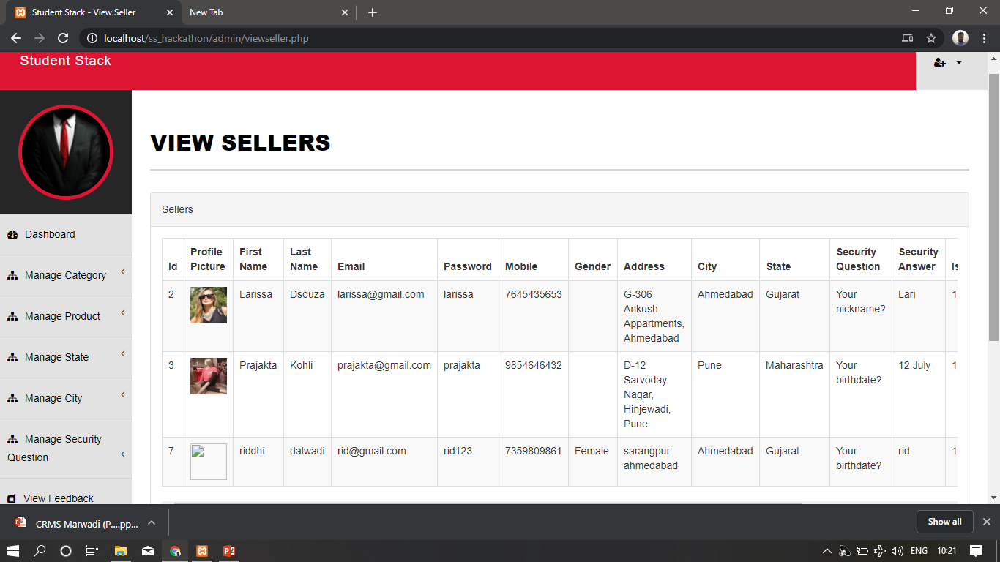 Student Stack - View Seller
New Tab
localhost/ss_hackathon/admin/viewseller.php
Student Stack
VIEW SELLERS
Sellers
Id Profile Picture First Name Last Name Email Password Mobile Gender Address City State Security Question Security Answer Is
2 Larissa Dsouza larissa@gmail.com larissa 7645435653 G-306 Ankush Appartments, Ahmedabad Ahmedabad Gujarat Your nickname? Lari 1
3 Prajakta Kohli prajakta@gmail.com prajakta 9854646432 D-12 Sarvoday Nagar, Hinjewadi, Pune Pune Maharashtra Your birthdate? 12 July 1
7 riddhi dalwadi rid@gmail.com rid123 7359809861 Female sarangpur ahmedabad Ahmedabad Gujarat Your birthdate? rid 1
Dashboard
Manage Category
Manage Product
Manage State
Manage City
Manage Security
Question
View Feedback
CRMS Marwadi (P....pp...
Show all
ENG 10:21